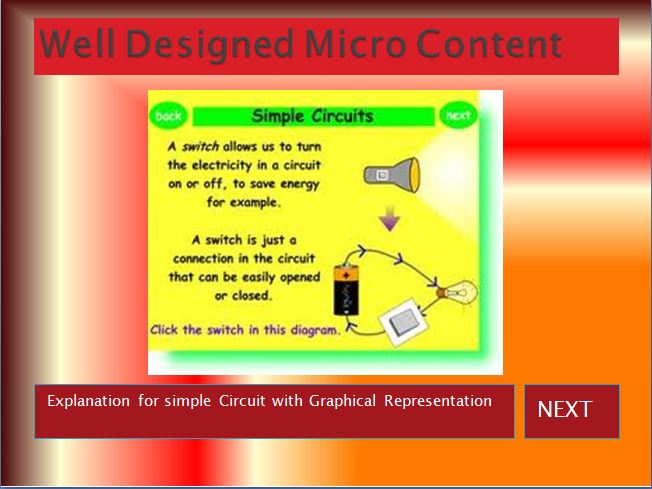 Well Designed Micro Content
back
Simple Circuits
next
A switch allows us to turn
the electricity in a circuit
on or off, to save energy
for example.
A switch is just a
connection in the circuit
that can be easily opened
or closed.
Click the switch in this diagram.
+
Explanation for simple Circuit with Graphical Representation
NEXT